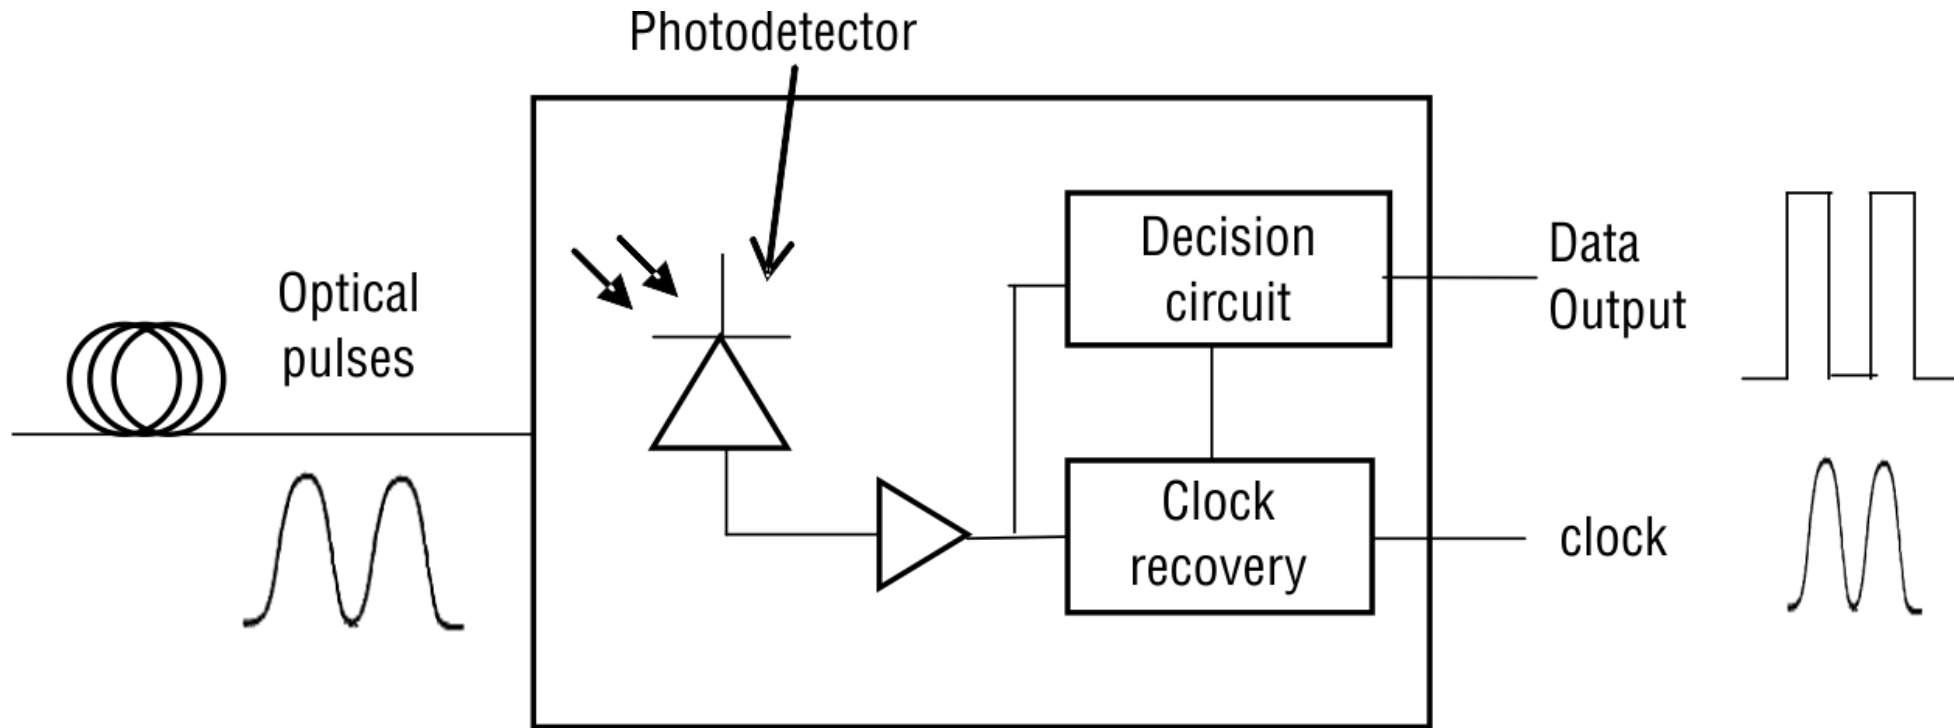 Photodetector
Optical
pulses
Decision
circuit
Data
Output
Clock
recovery
clock